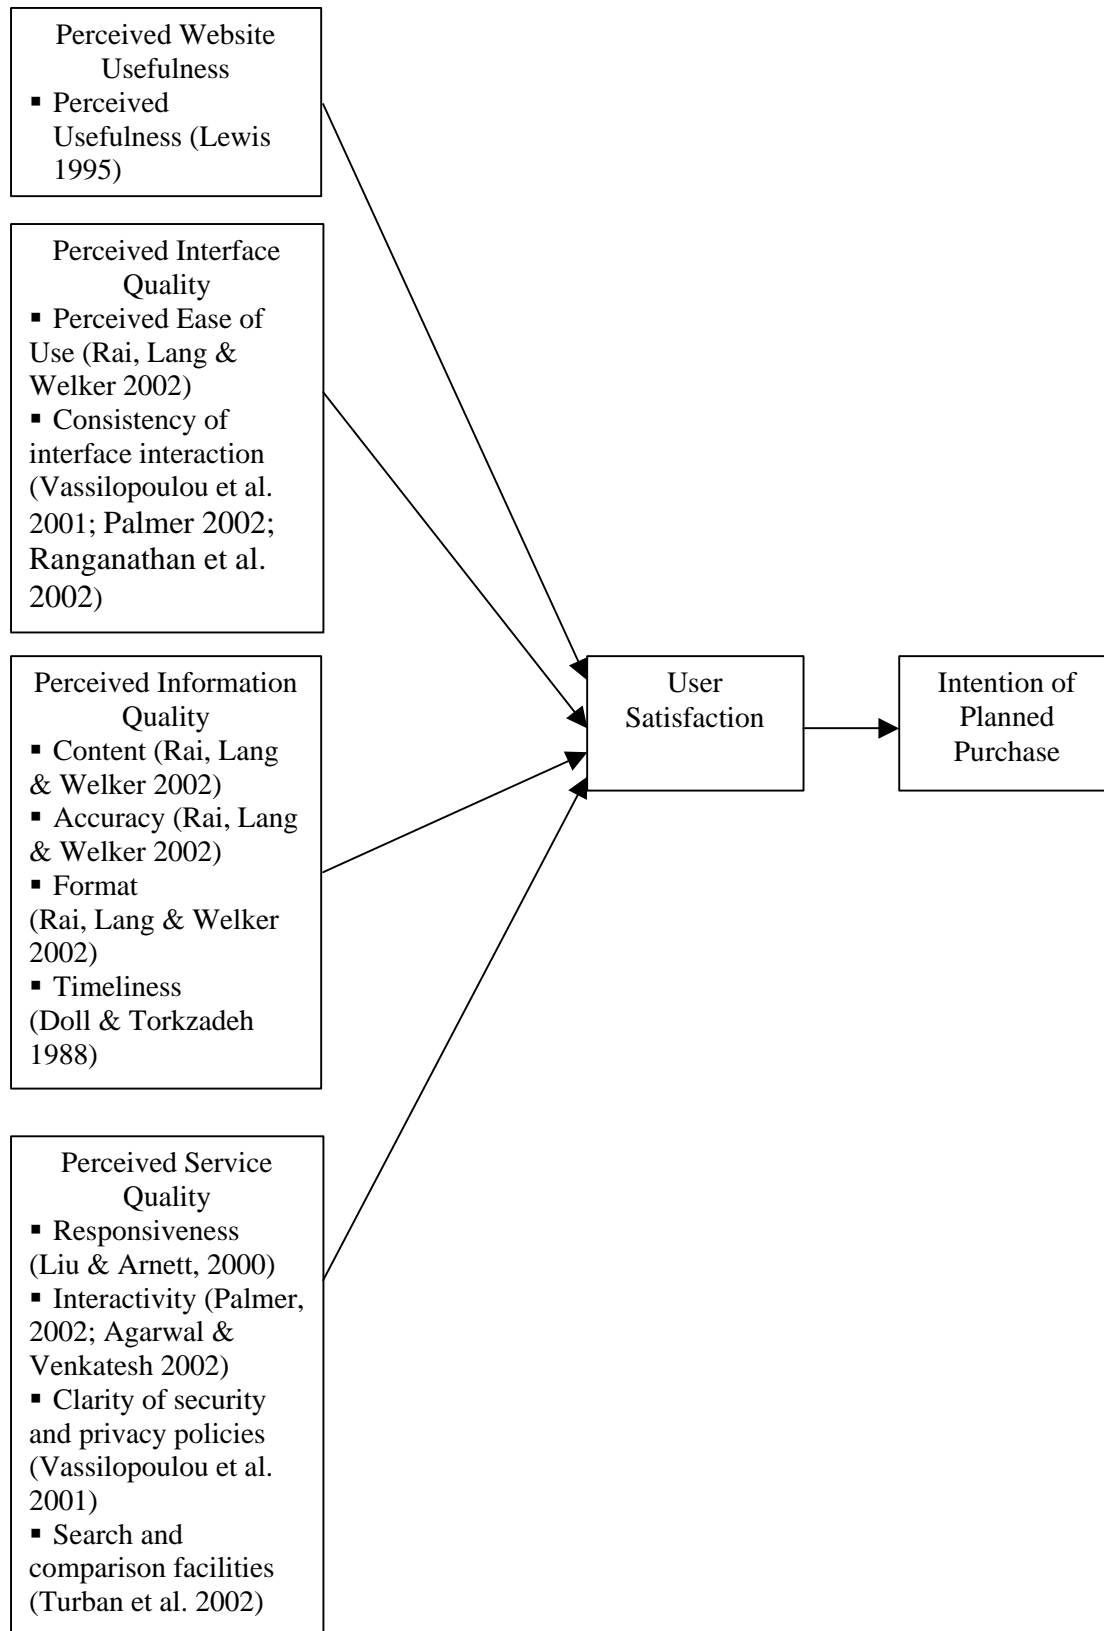 Perceived Website
Usefulness
▪ Perceived
Usefulness (Lewis
1995)
Perceived Interface
Quality
▪ Perceived Ease of
Use (Rai, Lang &
Welker 2002)
▪ Consistency of
interface interaction
(Vassilopoulou et al.
2001; Palmer 2002;
Ranganathan et al.
2002)
Perceived Information
Quality
▪ Content (Rai, Lang
& Welker 2002)
▪ Accuracy (Rai, Lang
& Welker 2002)
▪ Format
(Rai, Lang & Welker
2002)
▪ Timeliness
(Doll & Torkzadeh
1988)
Perceived Service
Quality
▪ Responsiveness
(Liu & Arnett, 2000)
▪ Interactivity (Palmer,
2002; Agarwal &
Venkatesh 2002)
▪ Clarity of security
and privacy policies
(Vassilopoulou et al.
2001)
▪ Search and
comparison facilities
(Turban et al. 2002)
User
Satisfaction
Intention of
Planned
Purchase